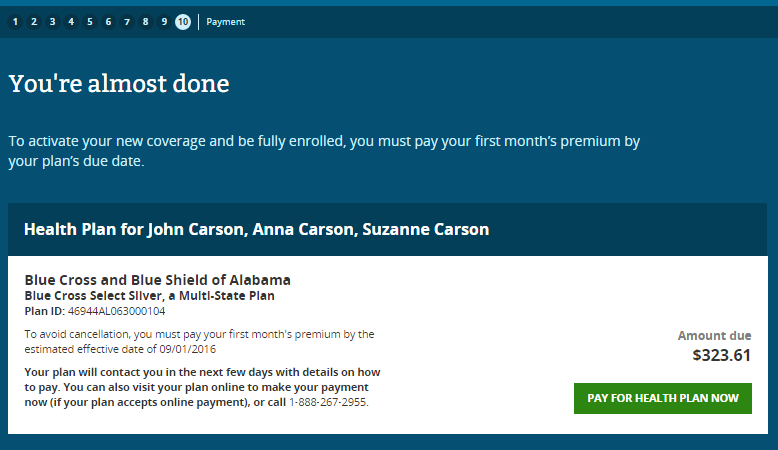 1 2 3 4 5 6 7 8 9 10 Payment
You're almost done
To activate your new coverage and be fully enrolled, you must pay your first month's premium by
your plan's due date.
Health Plan for John Carson, Anna Carson, Suzanne Carson
Blue Cross and Blue Shield of Alabama
Blue Cross Select Silver, a Multi-State Plan
Plan ID: 46944AL063000104
To avoid cancellation, you must pay your first month's premium by the
estimated effective date of 09/01/2016
Your plan will contact you in the next few days with details on how
to pay. You can also visit your plan online to make your payment
now (if your plan accepts online payment), or call 1-888-267-2955.
Amount due
$323.61
PAY FOR HEALTH PLAN NOW